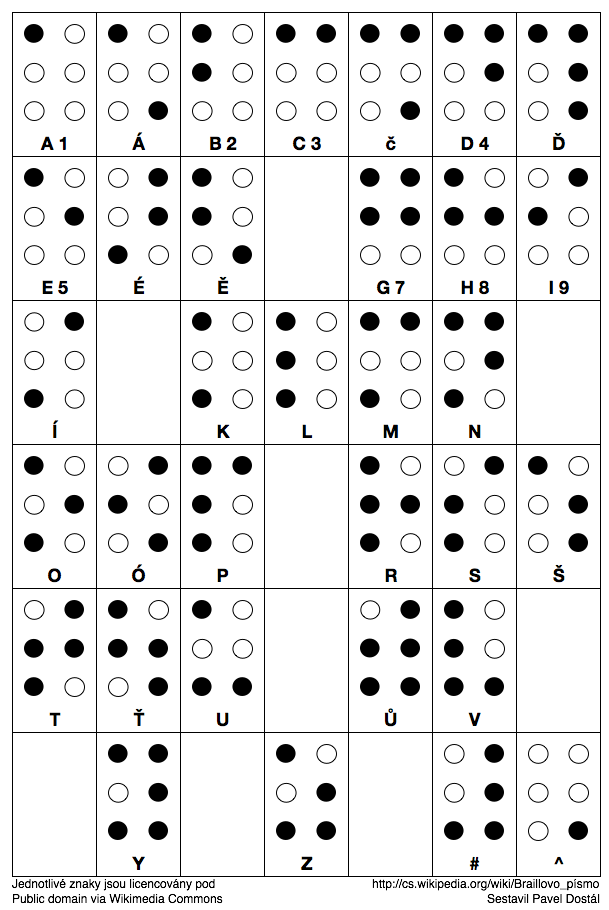 A 1 Á B 2 C 3 č D 4 Ď
E 5 É Ě G 7 H 8 I 9
Í K L M N
O Ó P R S Š
T Ť U Ů V
Y Z # ^
Jednotlivé znaky jsou licencovány pod http://cs.wikipedia.org/wiki/Braillovo_písmo
Public domain via Wikimedia Commons Sestavil Pavel Dostál